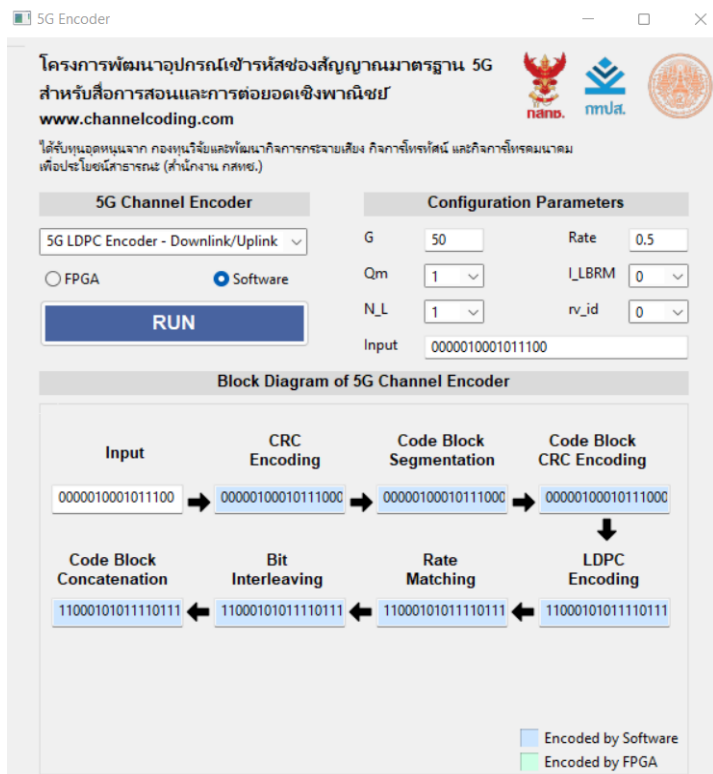 5G Encoder
โครงการพัฒนาอุปกรณ์เข้ารหัสช่องสัญญาณมาตรฐาน 5G
สำหรับสื่อการสอนและการต่อยอดเชิงพาณิชย์
www.channelcoding.com
ได้รับทุนอุดหนุนจาก กองทุนวิจัยและพัฒนากิจการกระจายเสียง กิจการโทรทัศน์ และกิจการโทรคมนาคม
เพื่อประโยชน์สาธารณะ (สำนักงาน กสทช.)
กสทช.
กทปส.
5G Channel Encoder
Configuration Parameters
5G LDPC Encoder - Downlink/Uplink
G 50 Rate 0.5
FPGA Software
Qm 1 I_LBRM 0
RUN
N_L 1 rv_id 0
Input 0000010001011100
Block Diagram of 5G Channel Encoder
Input
CRC Encoding
Code Block Segmentation
Code Block CRC Encoding
0000010001011100 00000100010111000 00000100010111000 00000100010111000
Code Block Concatenation
Bit Interleaving
Rate Matching
LDPC Encoding
11000101011110111 11000101011110111 11000101011110111 11000101011110111
Encoded by Software
Encoded by FPGA